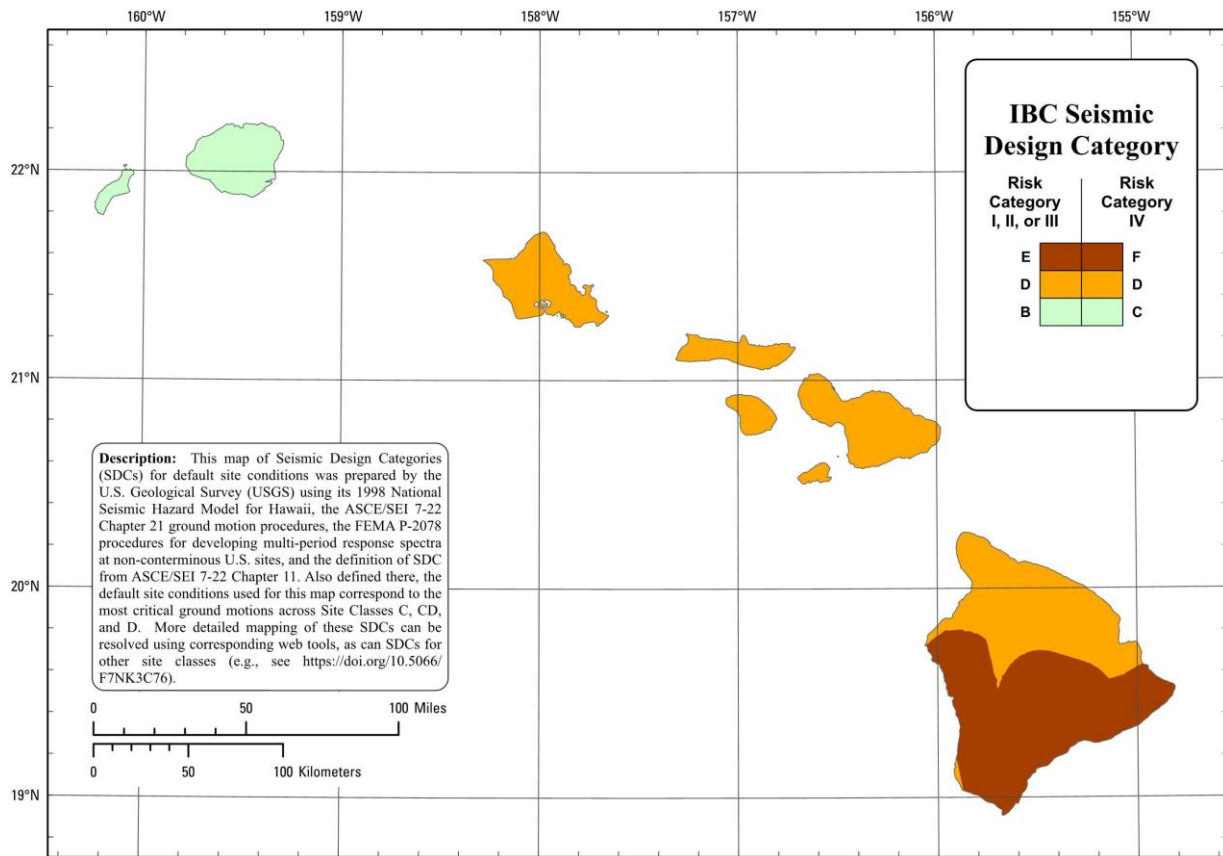 160°W 159°W 158°W 157°W 156°W 155°W
IBC Seismic
Design Category
Risk
Category
I, II, or III
Risk
Category
IV
E F
D D
B C
22°N
21°N
20°N
19°N
Description: This map of Seismic Design Categories
(SDCs) for default site conditions was prepared by the
U.S. Geological Survey (USGS) using its 1998 National
Seismic Hazard Model for Hawaii, the ASCE/SEI 7-22
Chapter 21 ground motion procedures, the FEMA P-2078
procedures for developing multi-period response spectra
at non-conterminous U.S. sites, and the definition of SDC
from ASCE/SEI 7-22 Chapter 11. Also defined there, the
default site conditions used for this map correspond to the
most critical ground motions across Site Classes C, CD,
and D. More detailed mapping of these SDCs can be
resolved using corresponding web tools, as can SDCs for
other site classes (e.g., see https://doi.org/10.5066/
F7NK3C76).
0 50 100 Miles
0 50 100 Kilometers